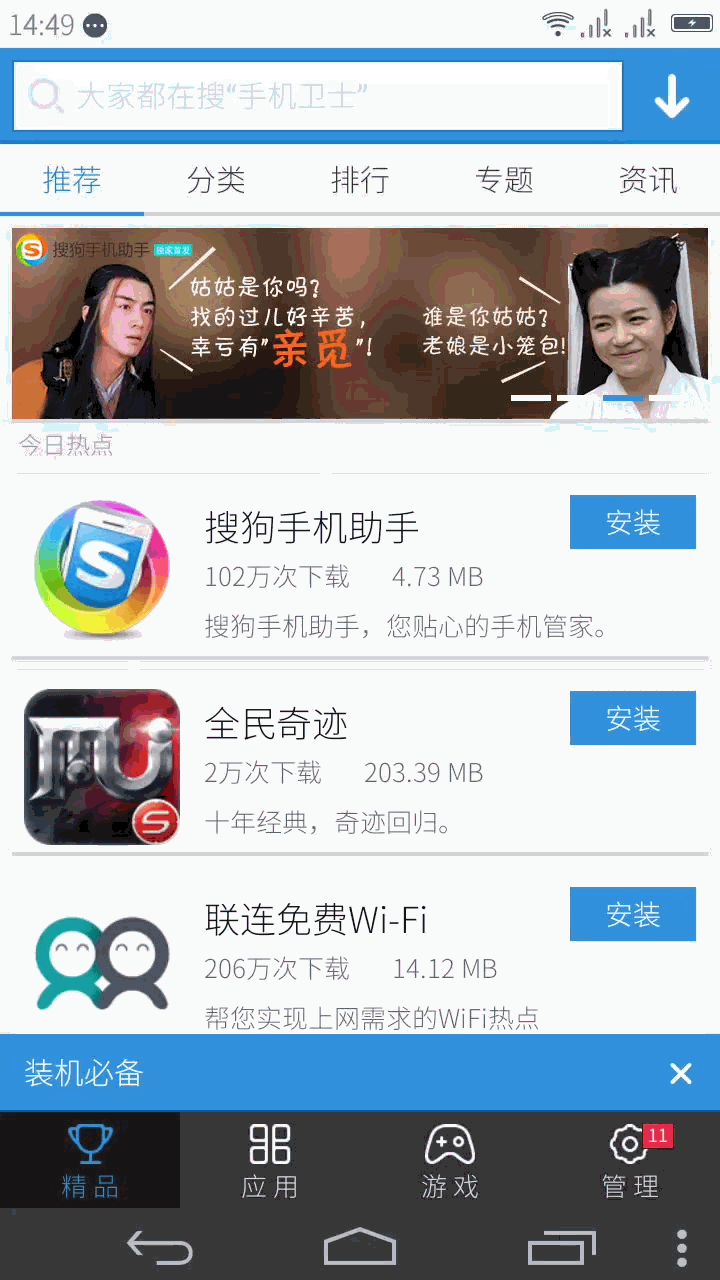 14:49
大家都在搜“手机卫士”
推荐 分类 排行 专题 资讯
搜狗手机助手 独家首发
姑姑是你吗?
我的过儿好辛苦,
幸亏有"亲觅"!
谁是你姑姑?
老娘是小笼包!
今日热点
搜狗手机助手
安装
102万次下载 4.73 MB
搜狗手机助手，您贴心的手机管家。
全民奇迹
安装
2万次下载 203.39 MB
十年经典，奇迹回归。
联连免费Wi-Fi
安装
206万次下载 14.12 MB
帮您实现上网需求的WiFi热点
装机必备
11
精品 应用 游戏 管理